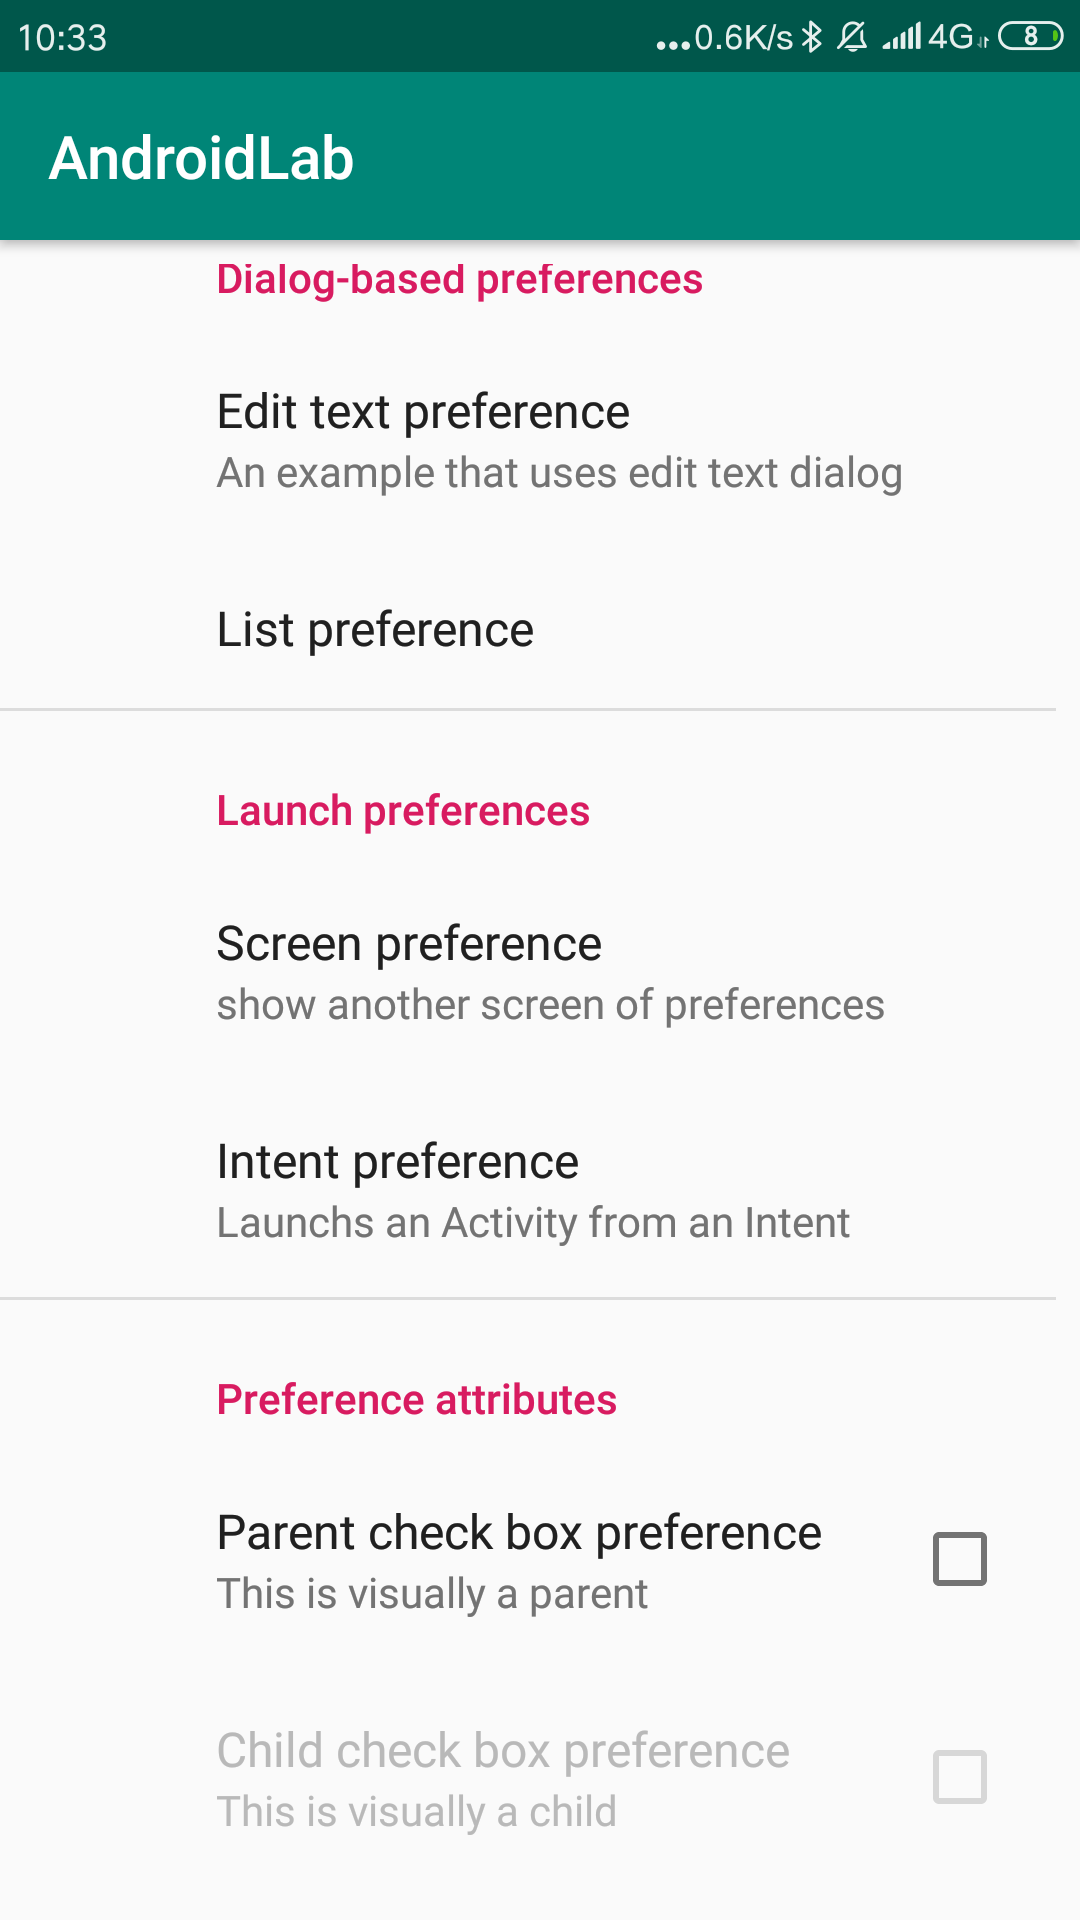 10:33
...0.6K/s 4G 8
AndroidLab
Dialog-based preferences
Edit text preference
An example that uses edit text dialog
List preference
Launch preferences
Screen preference
show another screen of preferences
Intent preference
Launchs an Activity from an Intent
Preference attributes
Parent check box preference
This is visually a parent
Child check box preference
This is visually a child